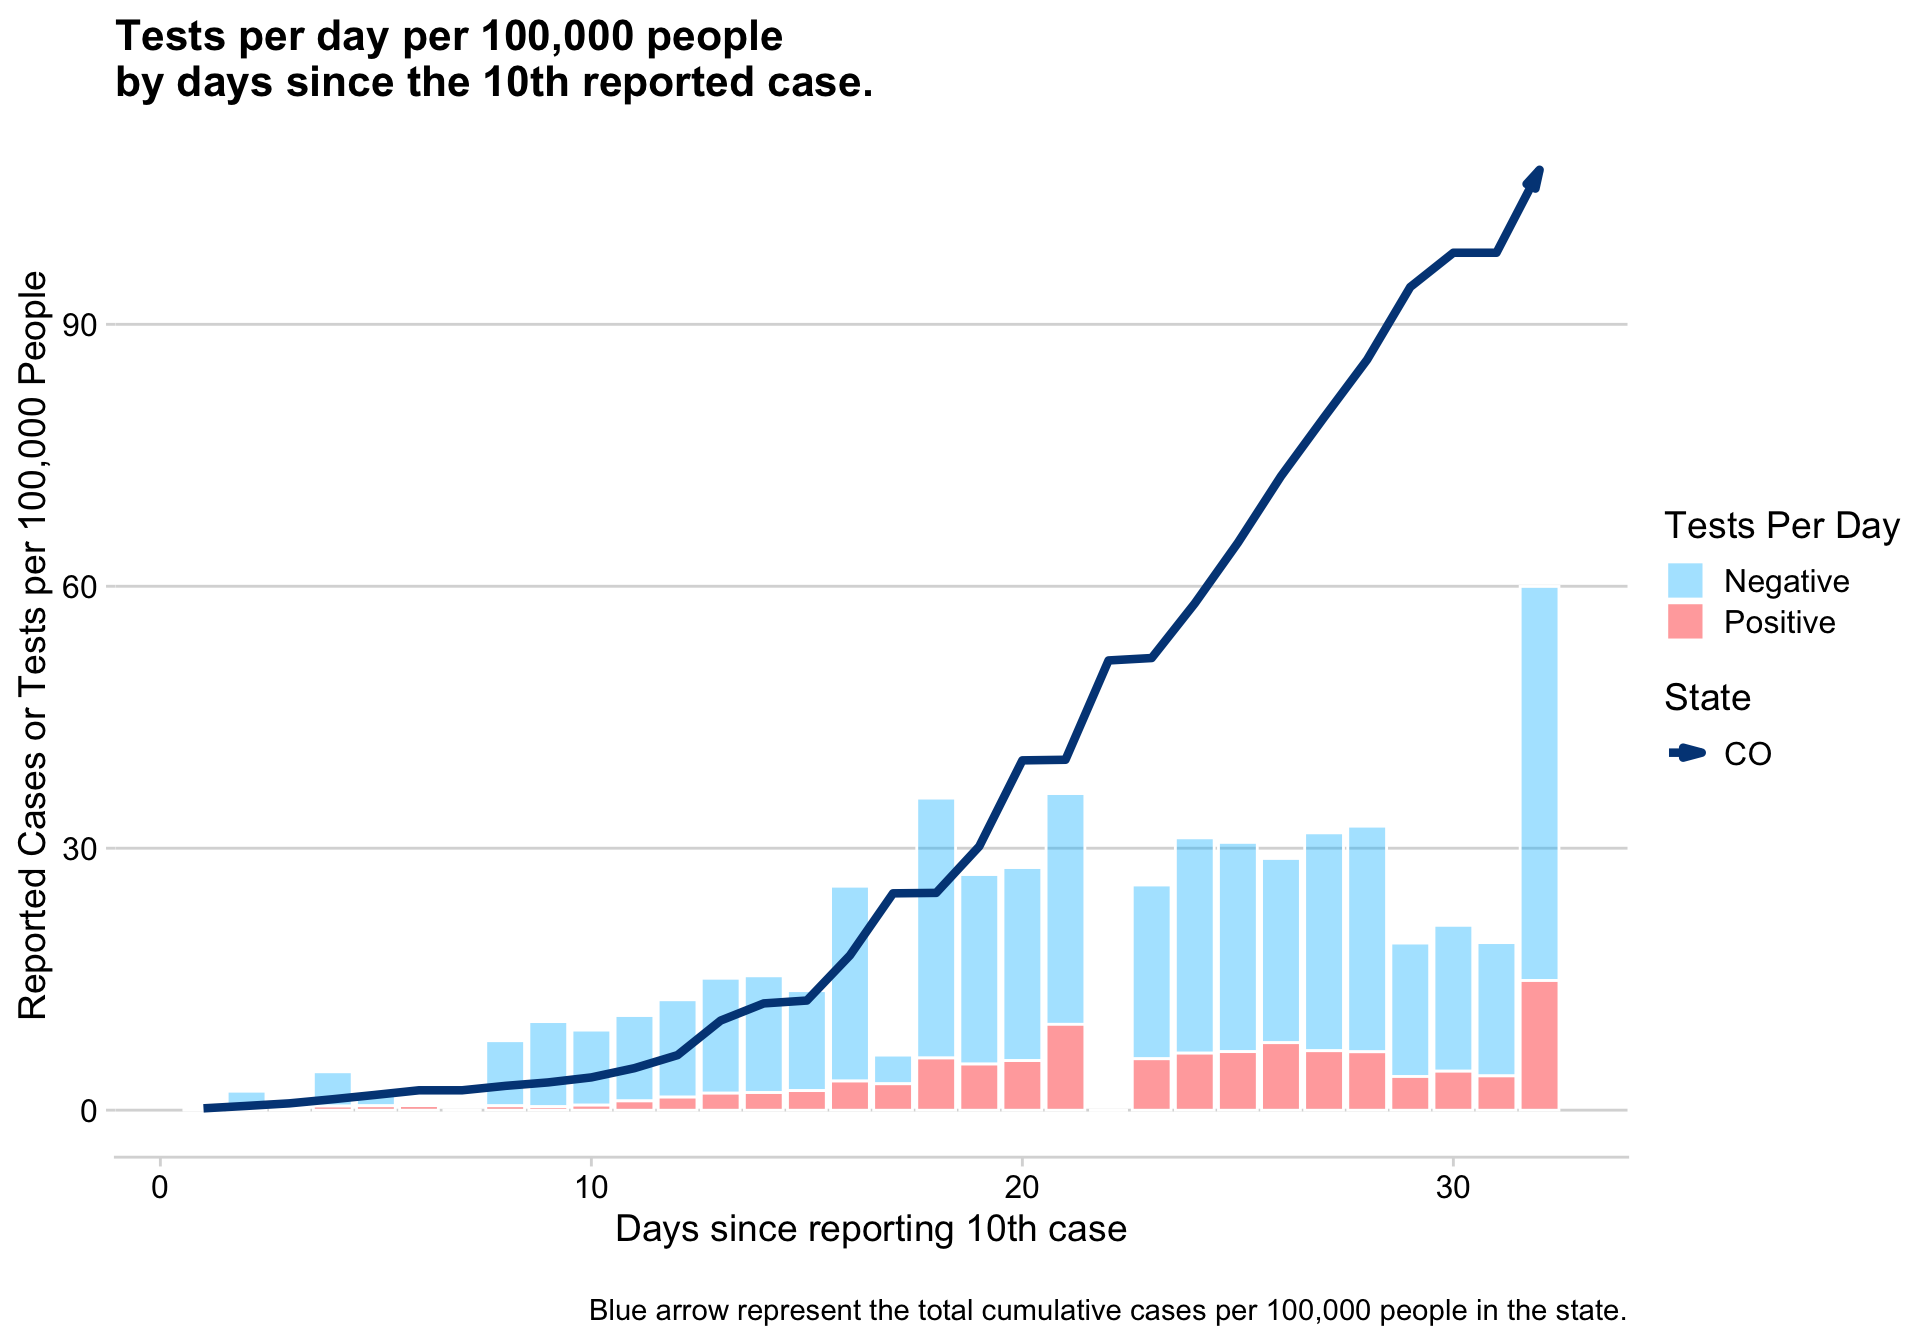 Tests per day per 100,000 people
by days since the 10th reported case.
Reported Cases or Tests per 100,000 People
90
60
30
0
0
10
20
30
Days since reporting 10th case
Tests Per Day
Negative
Positive
State
CO
Blue arrow represent the total cumulative cases per 100,000 people in the state.